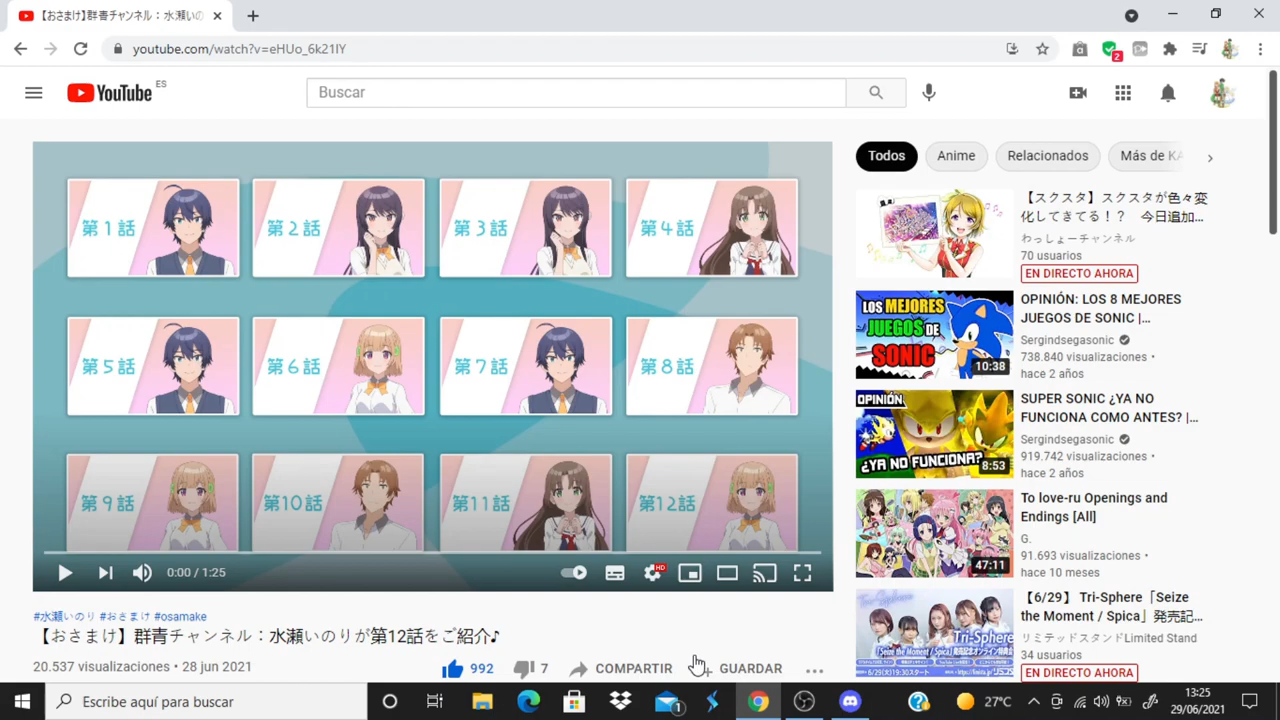 【おさまけ】群青チャンネル：水瀬いの
youtube.com/watch?v=eHUo_6k21IY
2
YouTube ES
Buscar
第1話
第2話
第3話
第4話
第5話
第6話
第7話
第8話
第9話
第10話
第11話
第12話
0:00 / 1:25
HD
#水瀬いのり #おさまけ #osamake
【おさまけ】群青チャンネル：水瀬いのりが第12話をご紹介♪
20.537 visualizaciones • 28 jun 2021
992
7
COMPARTIR
GUARDAR
Todos
Anime
Relacionados
Más de KA
【スクスタ】スクスタが色々変
化してきてる！？ 今日追加...
わっしょーチャンネル
70 usuarios
EN DIRECTO AHORA
LOS MEJORES
JUEGOS DE
SONIC
10:38
OPINIÓN: LOS 8 MEJORES
JUEGOS DE SONIC |...
Sergindsegasonic
738.840 visualizaciones •
hace 2 años
OPINIÓN
¿YA NO FUNCIONA?
8:53
SUPER SONIC ¿YA NO
FUNCIONA COMO ANTES? |...
Sergindsegasonic
919.742 visualizaciones •
hace 2 años
47:11
To love-ru Openings and
Endings [All]
G.
91.693 visualizaciones •
hace 10 meses
Tri-Sphere
【6/29】 Tri-Sphere「Seize
the Moment / Spica」発売記...
リミテッドスタンドLimited Stand
34 usuarios
EN DIRECTO AHORA
Escribe aquí para buscar
1
27°C
13:25
29/06/2021